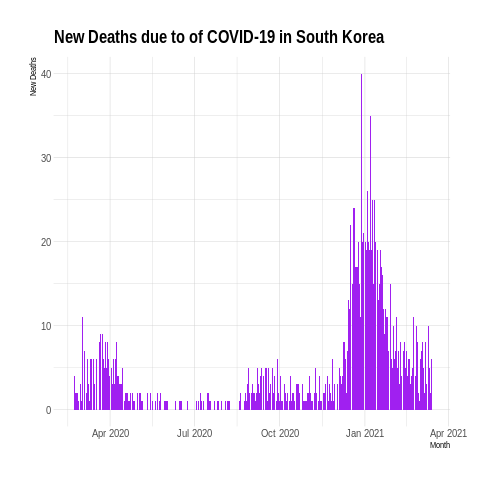 New Deaths due to of COVID-19 in South Korea
New Deaths
40
30
20
10
0
Apr 2020 Jul 2020 Oct 2020 Jan 2021 Apr 2021
Month